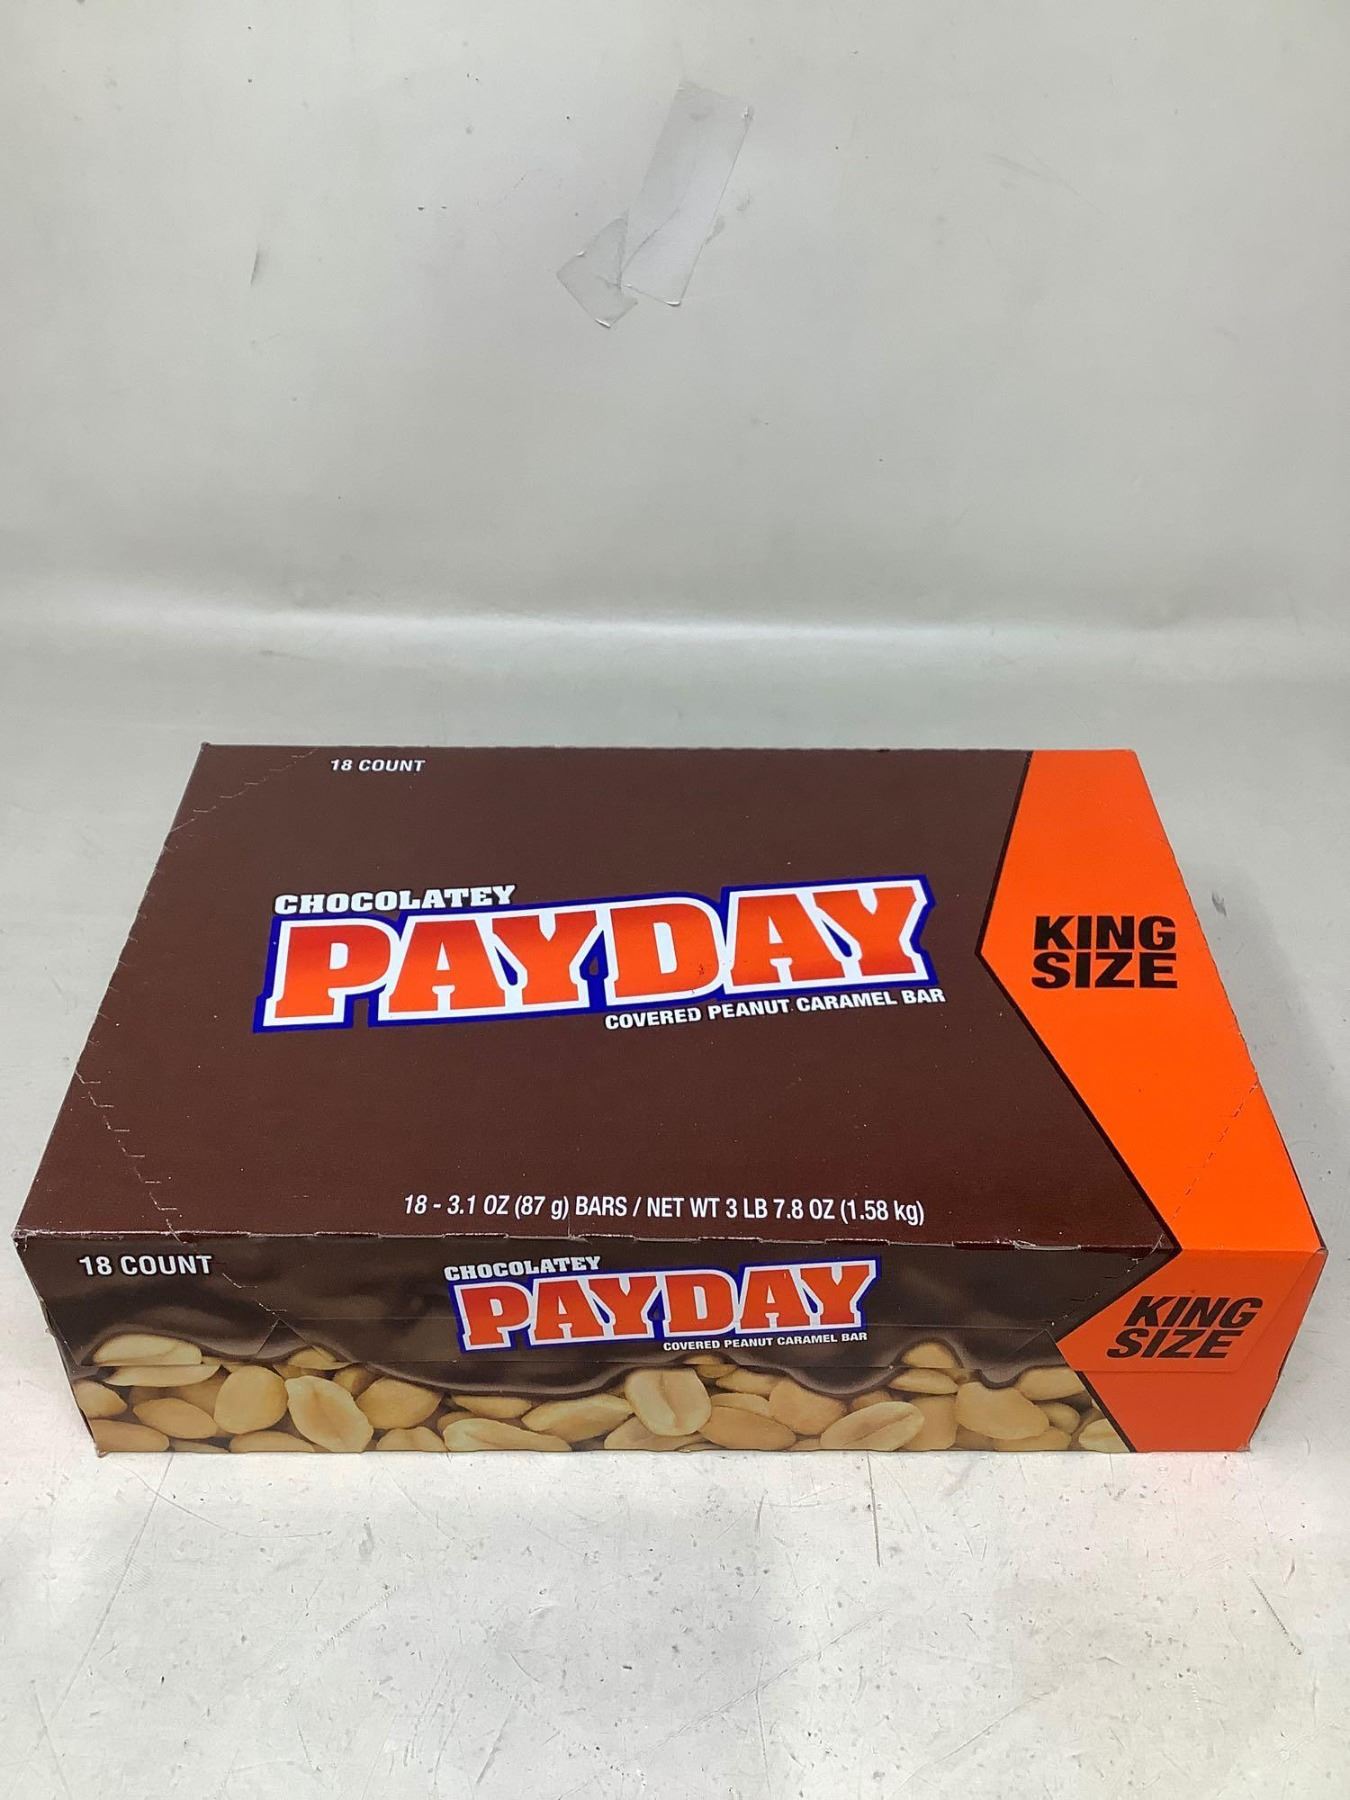 18 COUNT
CHOCOLATEY
PAYDAY
COVERED PEANUT CARAMEL BAR
KING
SIZE
18 - 3.1 OZ (87 g) BARS / NET WT 3 LB 7.8 OZ (1.58 kg)
18 COUNT
CHOCOLATEY
PAYDAY
COVERED PEANUT CARAMEL BAR
KING
SIZE